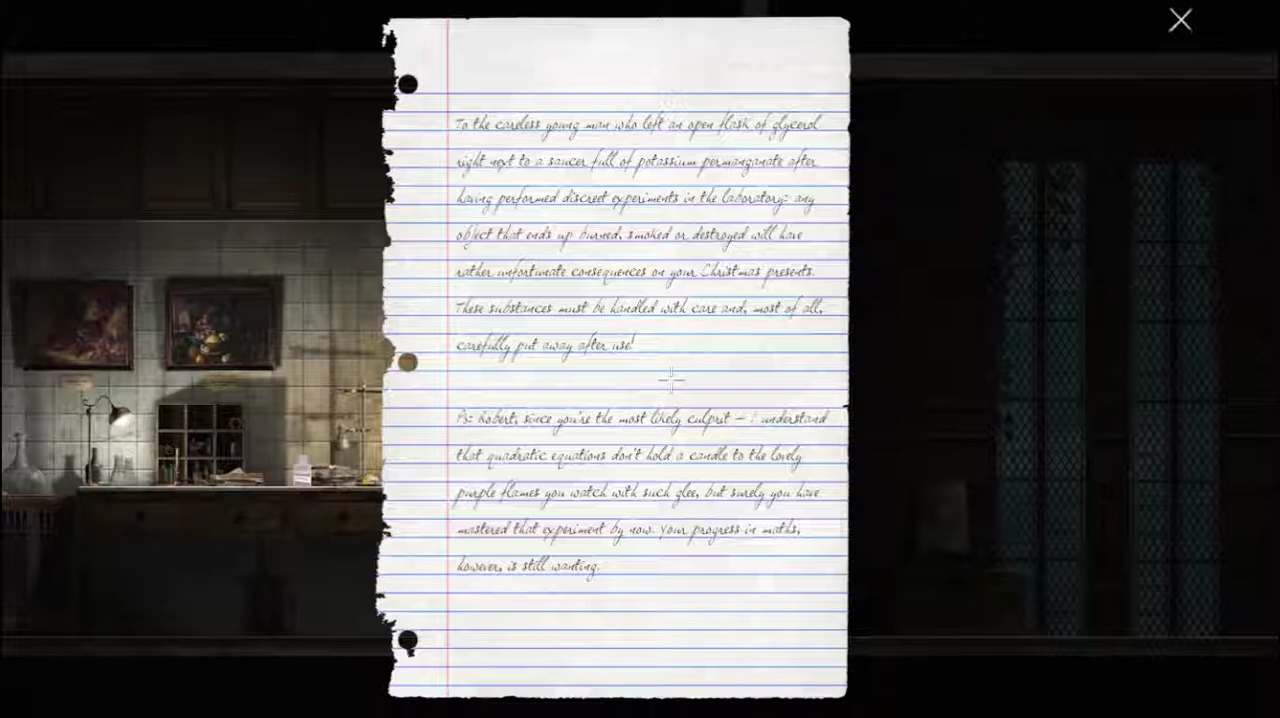 To the careless young man who left an open flask of glycerol
right next to a saucer full of potassium permanganate after
having performed discreet experiments in the laboratory: any
object that ends up burned, smoked or destroyed will have
rather unfortunate consequences on your Christmas presents.
These substances must be handled with care and, most of all,
carefully put away after use!
Ps: Robert, since you're the most likely culprit – I understand
that quadratic equations don't hold a candle to the lovely
purple flames you watch with such glee, but surely you have
mastered that experiment by now. Your progress in maths,
however, is still wanting.